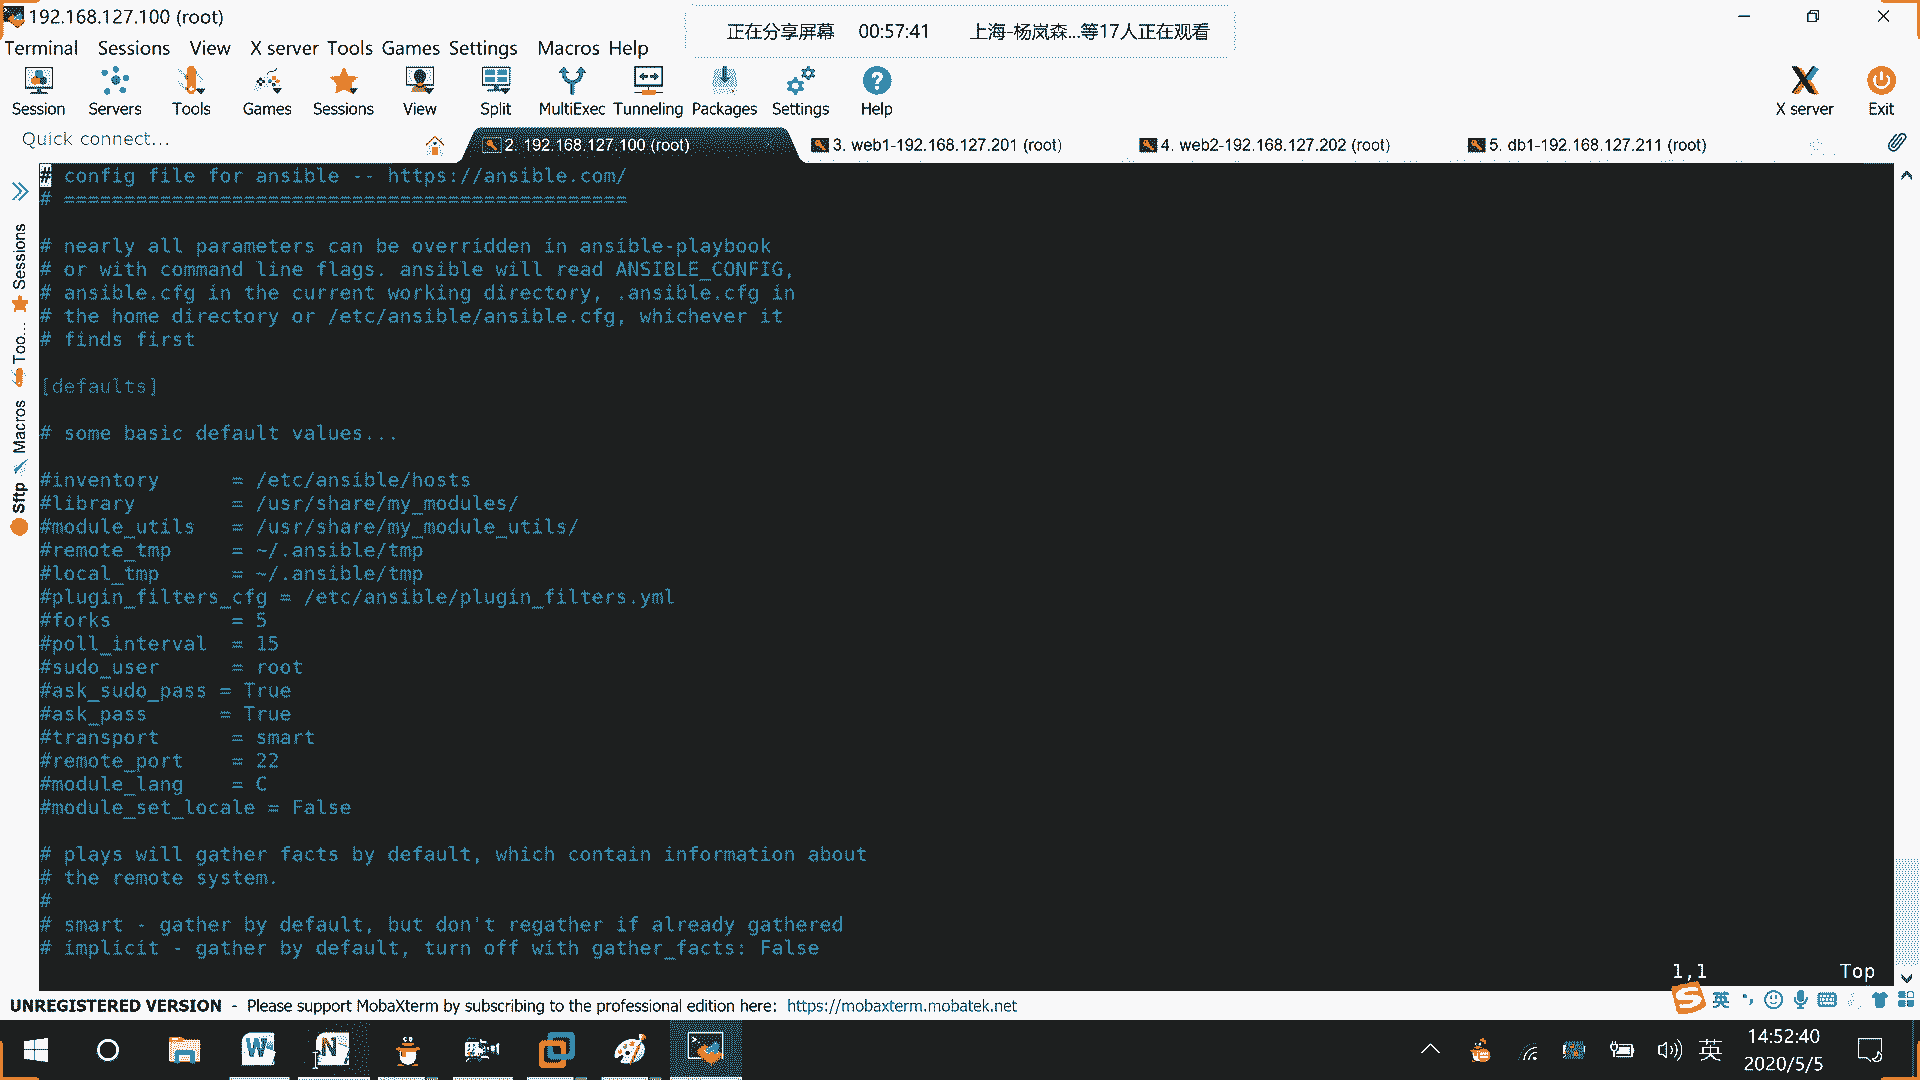 192.168.127.100 (root)
正在分享屏幕 00:57:41 上海-杨岚森...等17人正在观看
Terminal Sessions View X server Tools Games Settings Macros Help
Session Servers Tools Games Sessions View Split MultiExec Tunneling Packages Settings Help X server Exit
Quick connect...
2. 192.168.127.100 (root)
3. web1-192.168.127.201 (root)
4. web2-192.168.127.202 (root)
5. db1-192.168.127.211 (root)
Sessions
Too...
Macros
Sftp
# config file for ansible -- https://ansible.com/
# ===============================================
# nearly all parameters can be overridden in ansible-playbook
# or with command line flags. ansible will read ANSIBLE_CONFIG,
# ansible.cfg in the current working directory, .ansible.cfg in
# the home directory or /etc/ansible/ansible.cfg, whichever it
# finds first
[defaults]
# some basic default values...
#inventory      = /etc/ansible/hosts
#library        = /usr/share/my_modules/
#module_utils   = /usr/share/my_module_utils/
#remote_tmp     = ~/.ansible/tmp
#local_tmp      = ~/.ansible/tmp
#plugin_filters_cfg = /etc/ansible/plugin_filters.yml
#forks          = 5
#poll_interval  = 15
#sudo_user      = root
#ask_sudo_pass = True
#ask_pass      = True
#transport      = smart
#remote_port    = 22
#module_lang    = C
#module_set_locale = False
# plays will gather facts by default, which contain information about
# the remote system.
#
# smart - gather by default, but don't regather if already gathered
# implicit - gather by default, turn off with gather_facts: False
1,1 Top
UNREGISTERED VERSION - Please support MobaXterm by subscribing to the professional edition here: https://mobaxterm.mobatek.net
英
英
14:52:40
2020/5/5